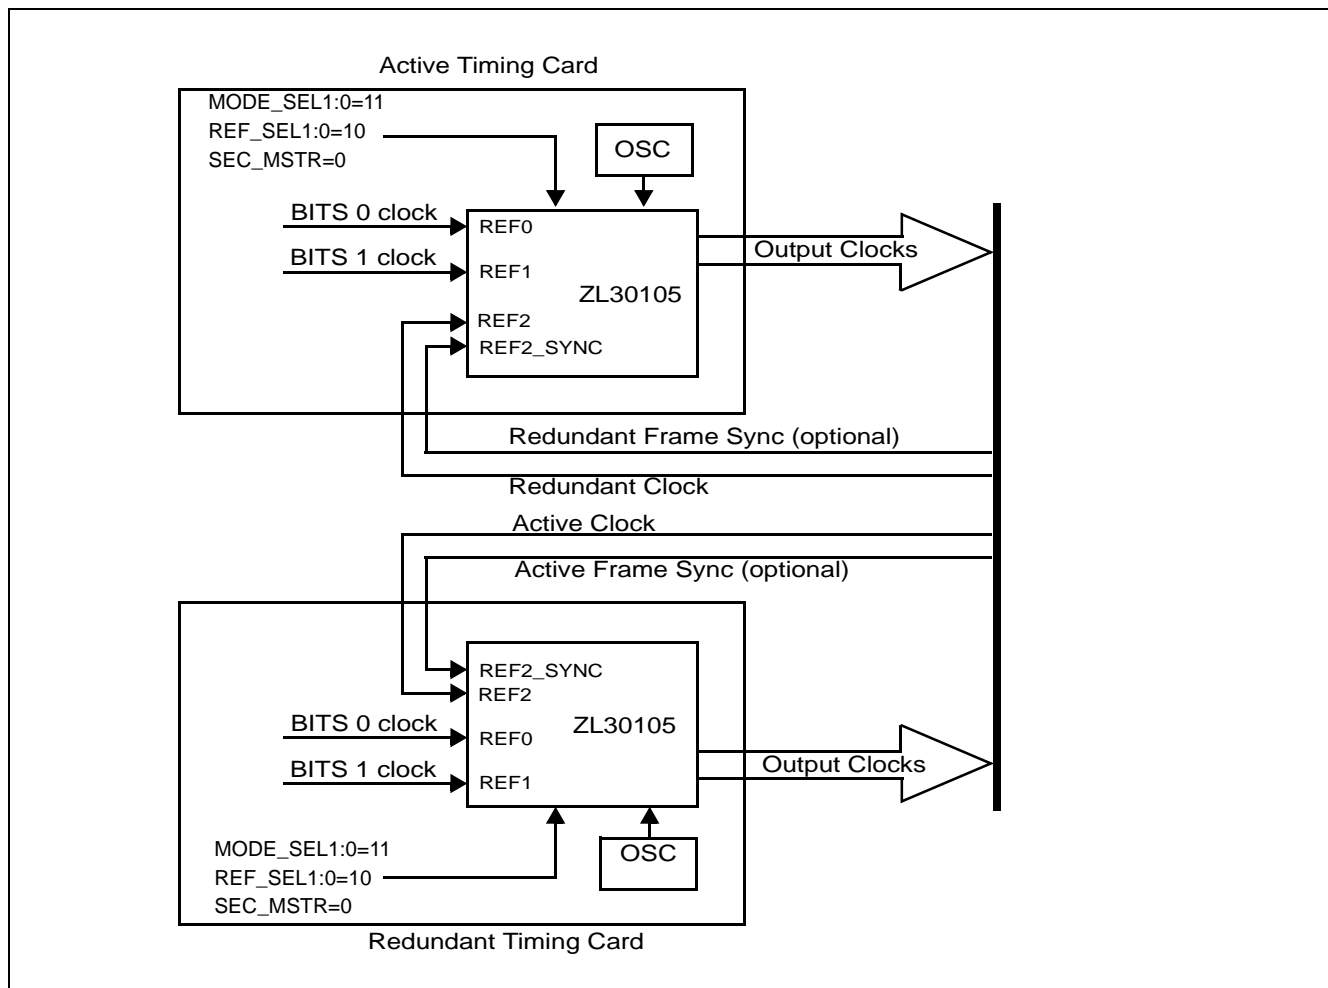 Active Timing Card
MODE_SEL1:0=11
REF_SEL1:0=10
SEC_MSTR=0
OSC
BITS 0 clock
REF0
BITS 1 clock
REF1
Output Clocks
ZL30105
REF2
REF2_SYNC
Redundant Frame Sync (optional)
Redundant Clock
Active Clock
Active Frame Sync (optional)
REF2_SYNC
REF2
BITS 0 clock
REF0
ZL30105
BITS 1 clock
REF1
Output Clocks
MODE_SEL1:0=11
REF_SEL1:0=10
SEC_MSTR=0
OSC
Redundant Timing Card